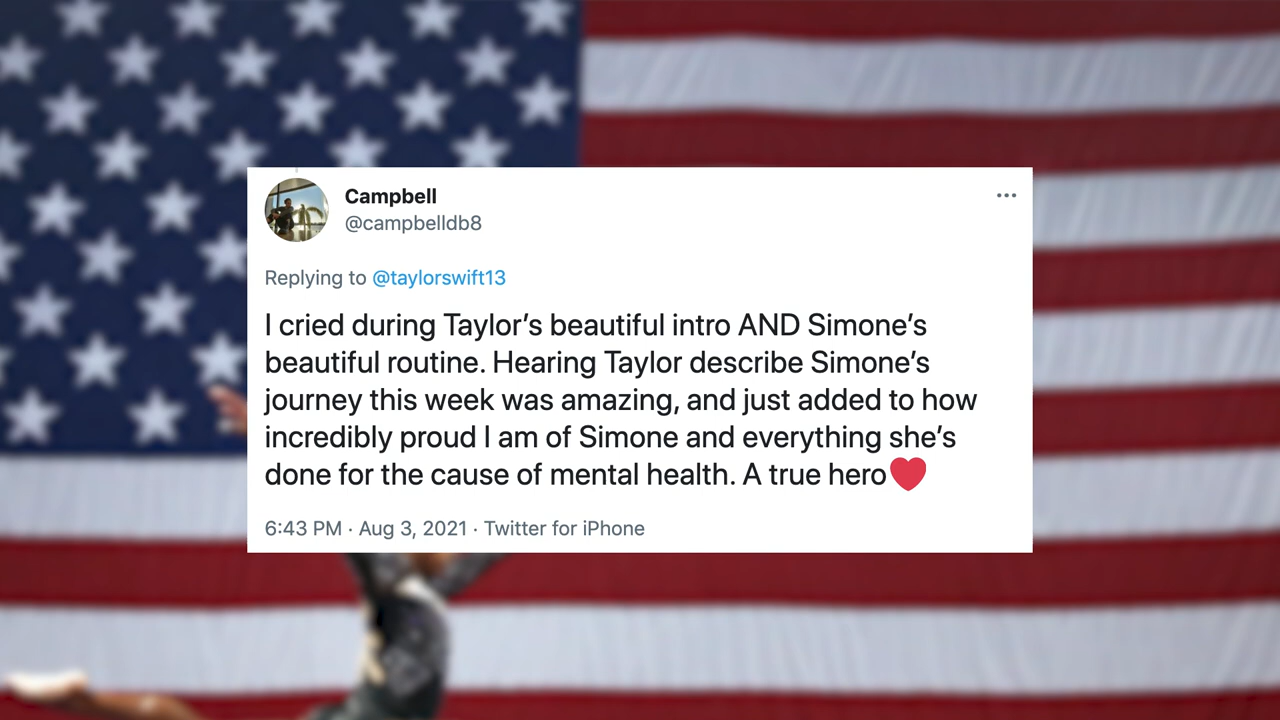 Campbell
@campbelldb8
Replying to @taylorswift13
I cried during Taylor’s beautiful intro AND Simone’s
beautiful routine. Hearing Taylor describe Simone’s
journey this week was amazing, and just added to how
incredibly proud I am of Simone and everything she’s
done for the cause of mental health. A true hero❤️
6:43 PM · Aug 3, 2021 · Twitter for iPhone